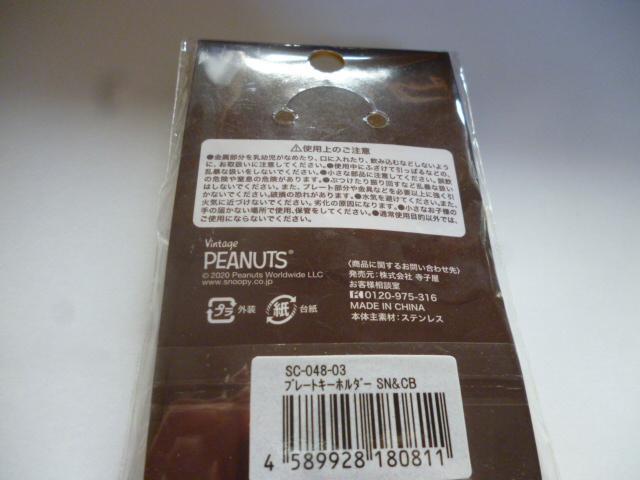 ⚠使用上のご注意
●金属部分を乳幼児がなめたり、口に入れたり、飲み込むなどしないよう
に、お取扱いに注意してください。●使用中にふざけて引っぱるなどの、
乱暴な扱いをしないでください。●小さな部品に注意してください。誤飲
の危険や窒息の危険があります。●ぶつけたり振り回すなど乱暴な扱い
はしないでください。また、プレート部分や金具などを必要以上に強く引
かないでください。破損の恐れがあります。●水気を避けてください。また、
火気に近づけないでください。劣化の原因になります。●小さなお子様の
手の届かない場所で使用、保管をしてください。●通常使用目的以外では、
ご使用にならないでください。
Vintage
PEANUTS®
© 2020 Peanuts Worldwide LLC
www.snoopy.co.jp
プラ 外装 紙 台紙
〈商品に関するお問い合わせ先〉
発売元：株式会社 寺子屋
お客様相談室
0120-975-316
MADE IN CHINA
本体主素材：ステンレス
SC-048-03
プレートキーホルダー SN&CB
4 589928 180811